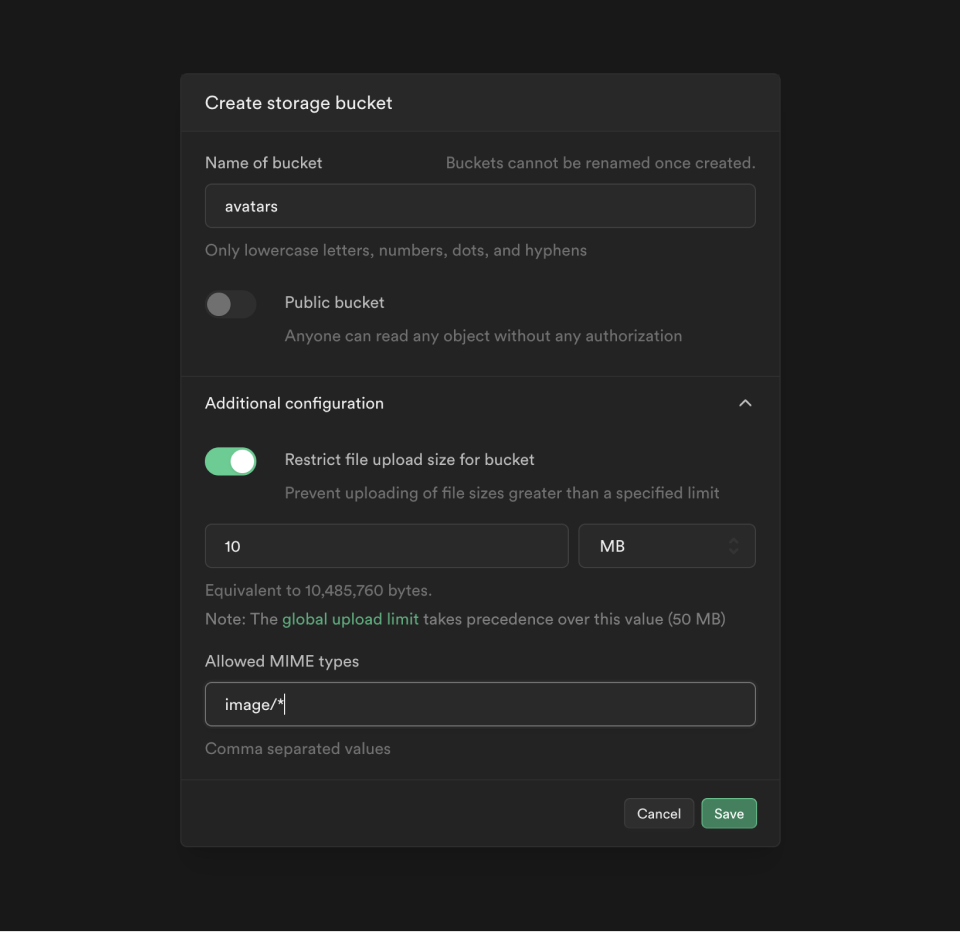 Create storage bucket
Name of bucket Buckets cannot be renamed once created.
avatars
Only lowercase letters, numbers, dots, and hyphens
Public bucket
Anyone can read any object without any authorization
Additional configuration
Restrict file upload size for bucket
Prevent uploading of file sizes greater than a specified limit
10 MB
Equivalent to 10,485,760 bytes.
Note: The global upload limit takes precedence over this value (50 MB)
Allowed MIME types
image/*
Comma separated values
Cancel Save